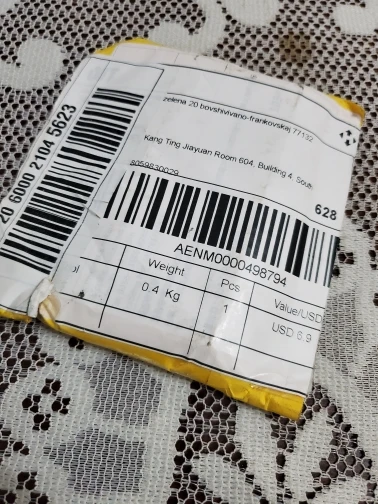 zelena 20 bovshivivano-frankovskaj 77132
Kang Ting Jiayuan Room 604, Building 4, South
8059830029
628
20 6000 2104 5623
AENM0000498794
Weight Pcs Value/USD
0.4 Kg 1 USD 6.9